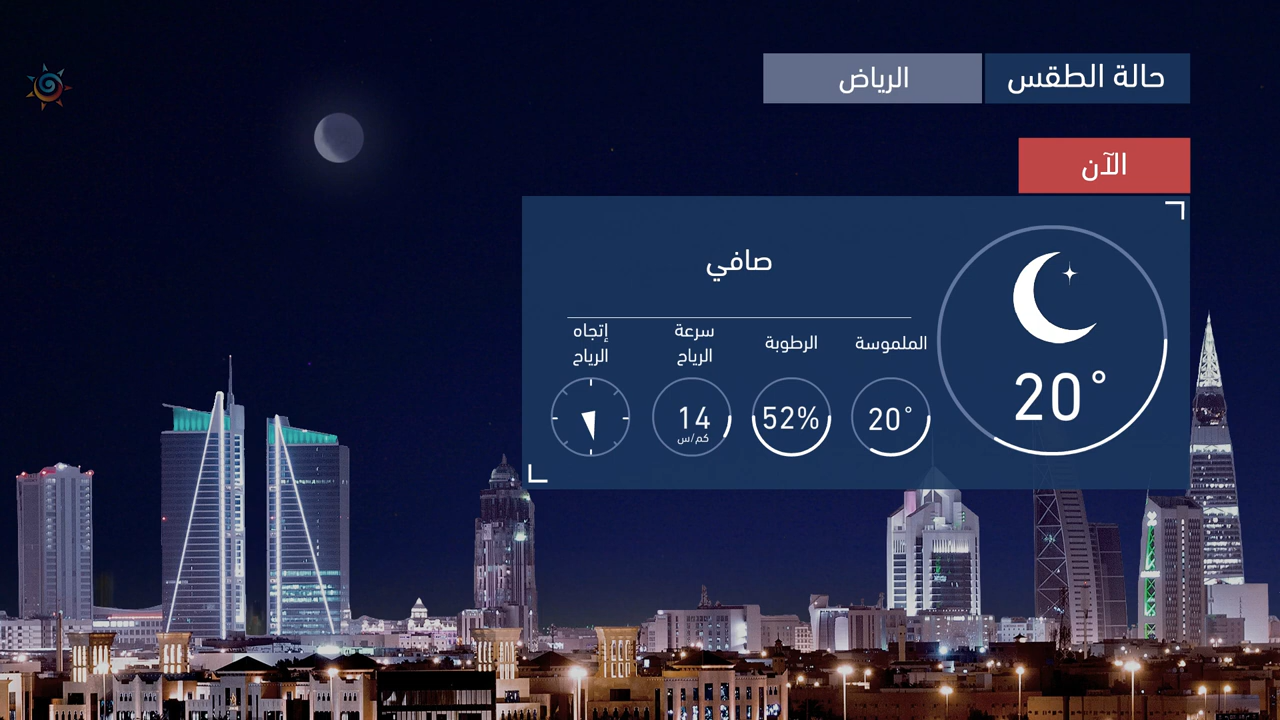 حالة الطقس
الرياض
الآن
20°
صافي
الملموسة
20°
الرطوبة
52%
سرعة
الرياح
14
كم/س
إتجاه
الرياح